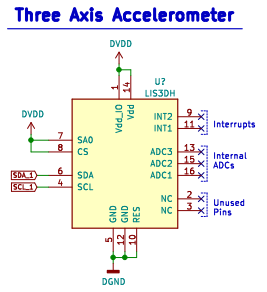 Three Axis Accelerometer
DVDD
U?
LIS3DH
1
14
Vdd_IO
Vdd
INT2 9
INT1 11
Interrupts
DVDD
7 SA0
8 CS
ADC3 13
ADC2 15
ADC1 16
Internal
ADCs
SDA_1 6 SDA
SCL_1 4 SCL
NC 2
NC 3
Unused
Pins
GND
GND
RES
5
12
10
DGND